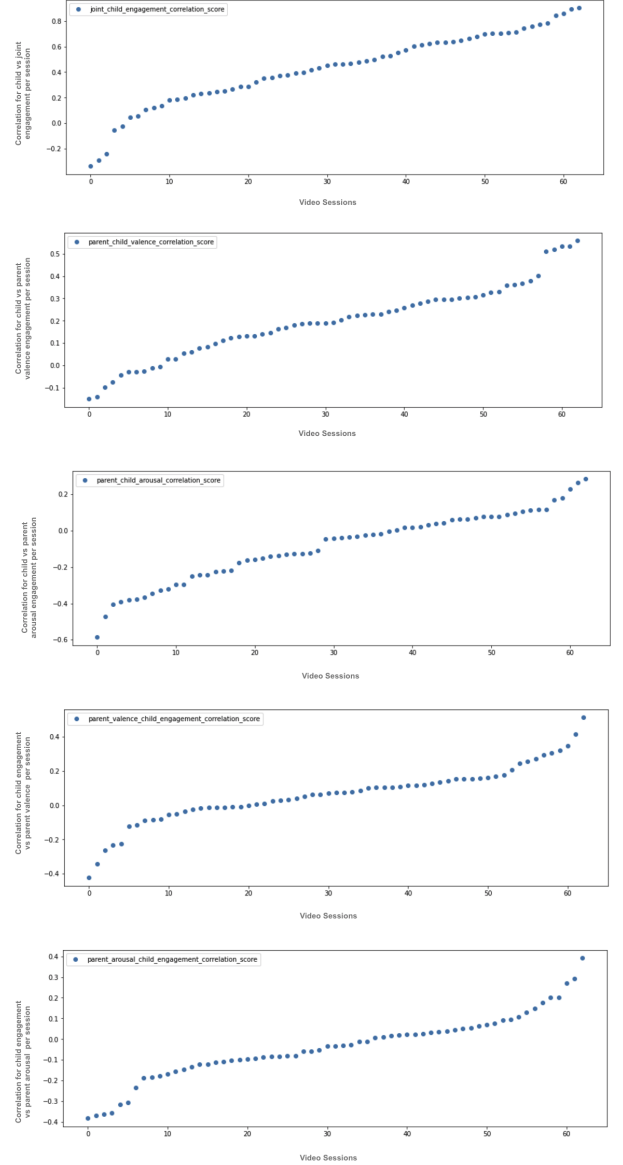 joint_child_engagement_correlation_score
Correlation for child vs joint
engagement per session
0.8
0.6
0.4
0.2
0.0
−0.2
0 10 20 30 40 50 60
Video Sessions
parent_child_valence_correlation_score
Correlation for child vs parent
valence engagement per session
0.5
0.4
0.3
0.2
0.1
0.0
−0.1
0 10 20 30 40 50 60
Video Sessions
parent_child_arousal_correlation_score
Correlation for child vs parent
arousal engagement per session
0.2
0.0
−0.2
−0.4
−0.6
0 10 20 30 40 50 60
Video Sessions
parent_valence_child_engagement_correlation_score
Correlation for child engagement
vs parent valence per session
0.4
0.2
0.0
−0.2
−0.4
0 10 20 30 40 50 60
Video Sessions
parent_arousal_child_engagement_correlation_score
Correlation for child engagement
vs parent arousal per session
0.4
0.3
0.2
0.1
0.0
−0.1
−0.2
−0.3
−0.4
0 10 20 30 40 50 60
Video Sessions